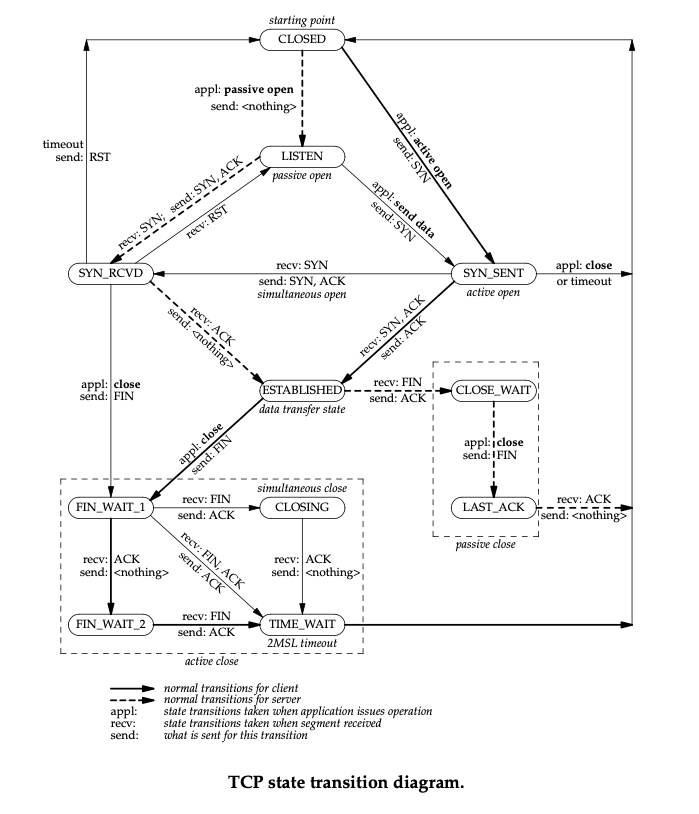 starting point
CLOSED
appl: passive open
send: <nothing>
appl: active open
send: SYN
timeout
send: RST
LISTEN
passive open
recv: SYN; send: SYN, ACK
recv: RST
appl: send data
send: SYN
SYN_RCVD
recv: SYN
send: SYN, ACK
simultaneous open
SYN_SENT
active open
appl: close
or timeout
recv: ACK
send: <nothing>
recv: SYN, ACK
send: ACK
appl: close
send: FIN
ESTABLISHED
data transfer state
recv: FIN
send: ACK
CLOSE_WAIT
appl: close
send: FIN
appl: close
send: FIN
LAST_ACK
recv: ACK
send: <nothing>
passive close
FIN_WAIT_1
recv: FIN
send: ACK
simultaneous close
CLOSING
recv: ACK
send: <nothing>
recv: FIN, ACK
send: ACK
recv: ACK
send: <nothing>
FIN_WAIT_2
recv: FIN
send: ACK
TIME_WAIT
2MSL timeout
active close
normal transitions for client
normal transitions for server
appl: state transitions taken when application issues operation
recv: state transitions taken when segment received
send: what is sent for this transition
TCP state transition diagram.